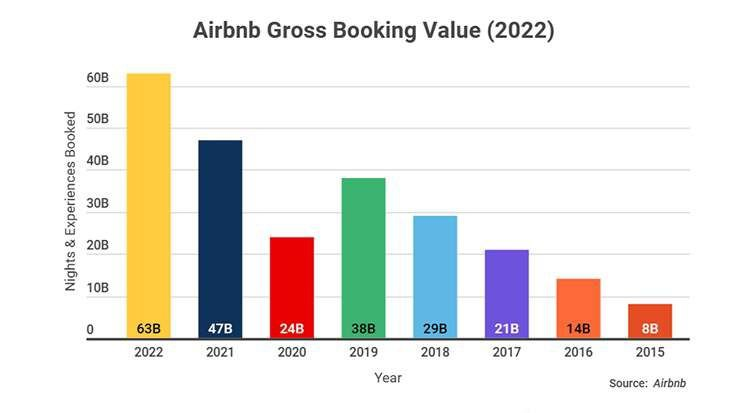 Airbnb Gross Booking Value (2022)
Nights & Experiences Booked
60B
50B
40B
30B
20B
10B
0
63B
47B
24B
38B
29B
21B
14B
8B
2022
2021
2020
2019
2018
2017
2016
2015
Year
Source: Airbnb